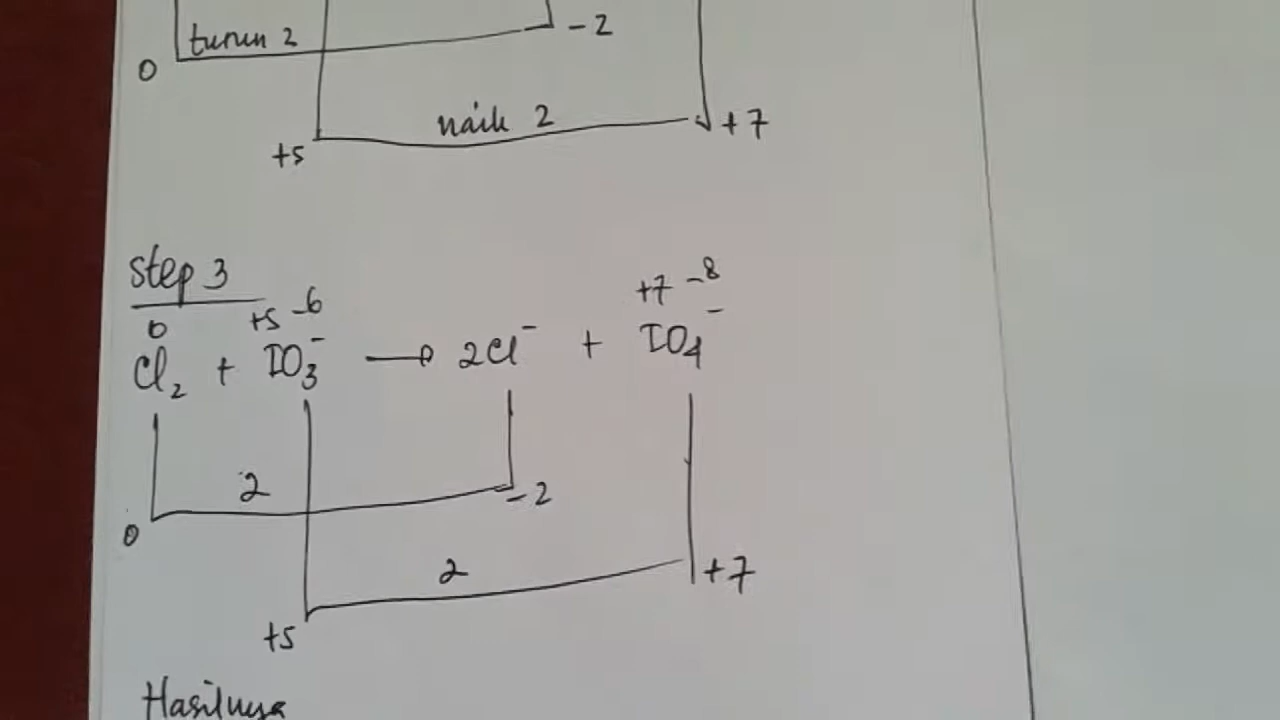 turun 2
-2
0
naik 2
+7
+5
Step 3
0 +5 -6 +7 -8
Cl₂ + IO₃⁻ → 2Cl⁻ + IO₄⁻
2
-2
0
2
+7
+5
Hasilnya